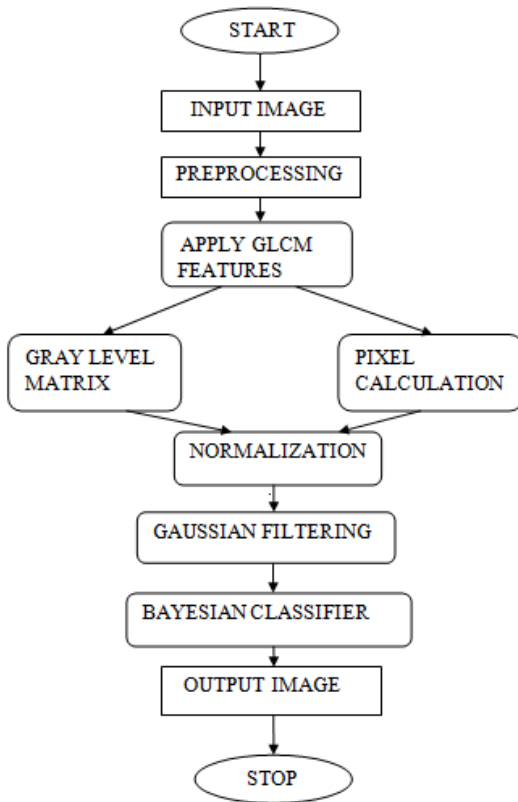 START
INPUT IMAGE
PREPROCESSING
APPLY GLCM
FEATURES
GRAY LEVEL
MATRIX
PIXEL
CALCULATION
NORMALIZATION
GAUSSIAN FILTERING
BAYESIAN CLASSIFIER
OUTPUT IMAGE
STOP